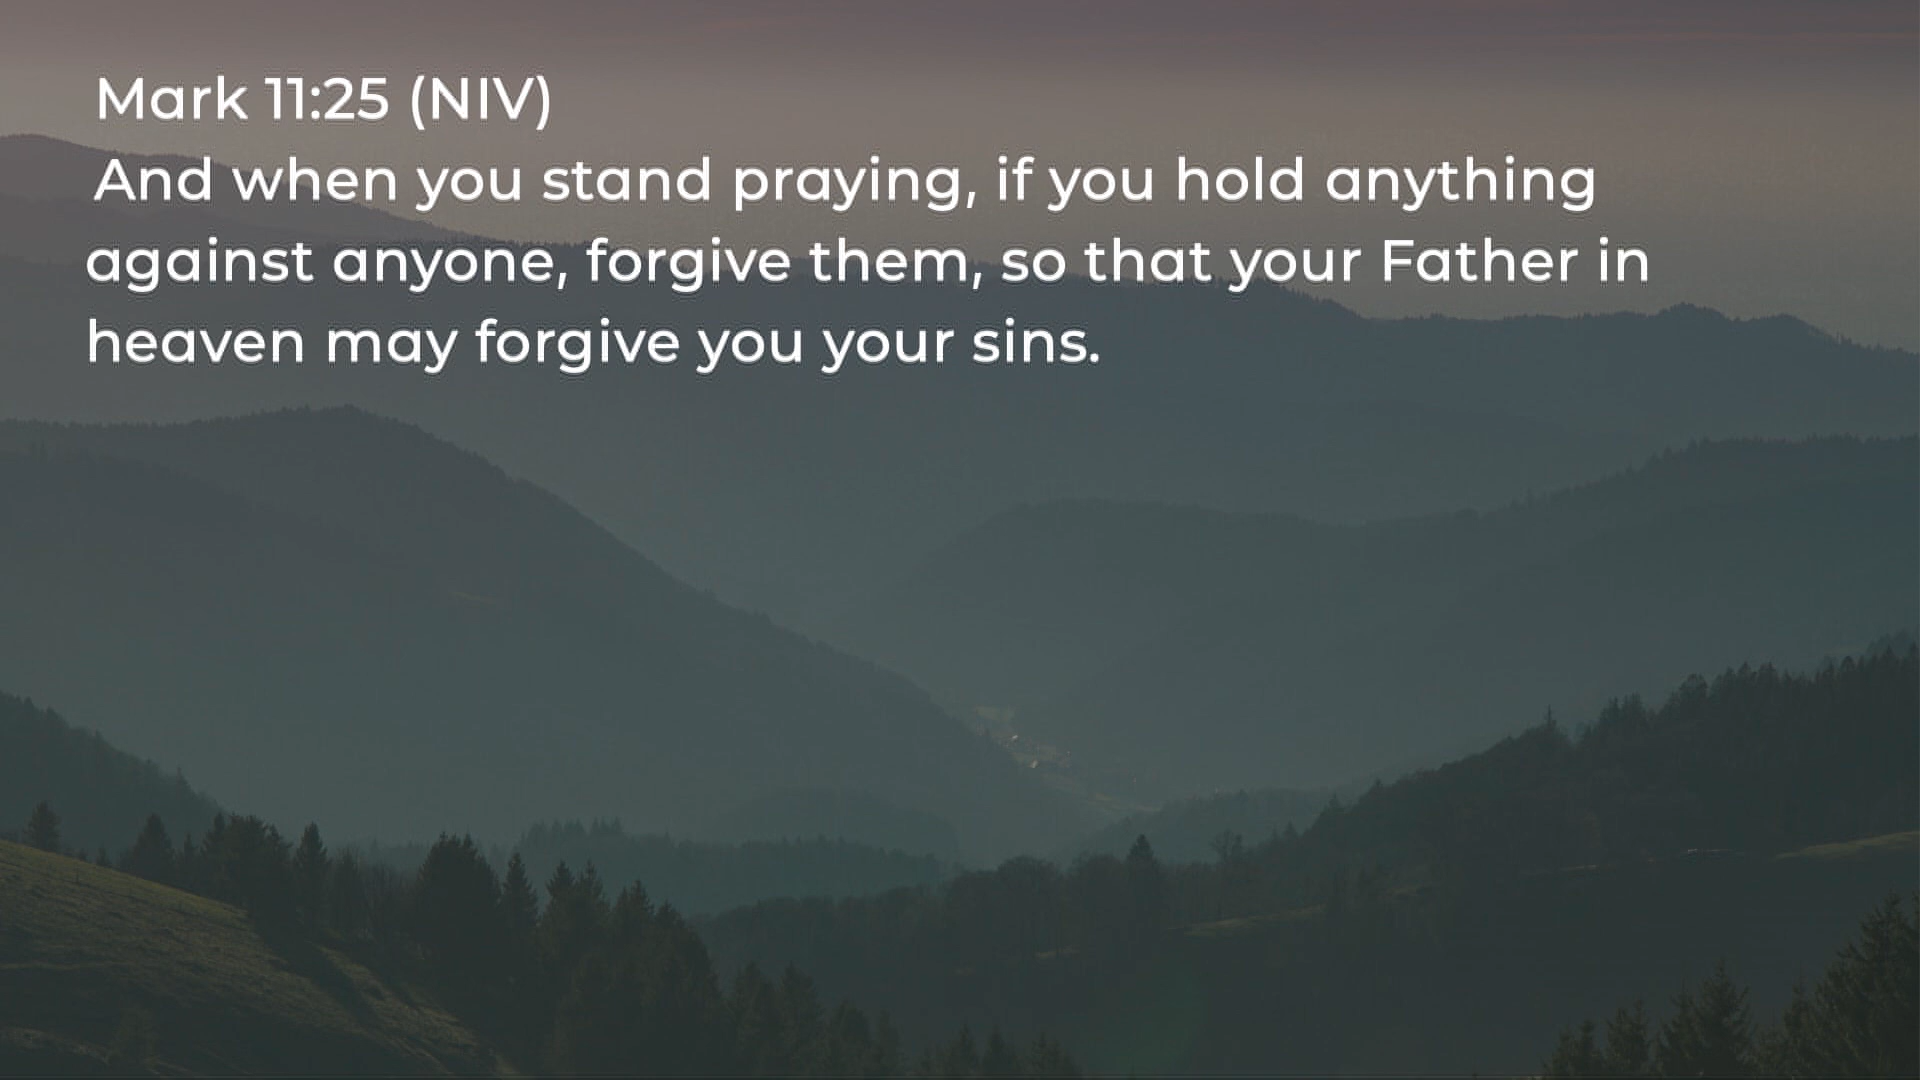 Mark 11:25 (NIV)
And when you stand praying, if you hold anything
against anyone, forgive them, so that your Father in
heaven may forgive you your sins.